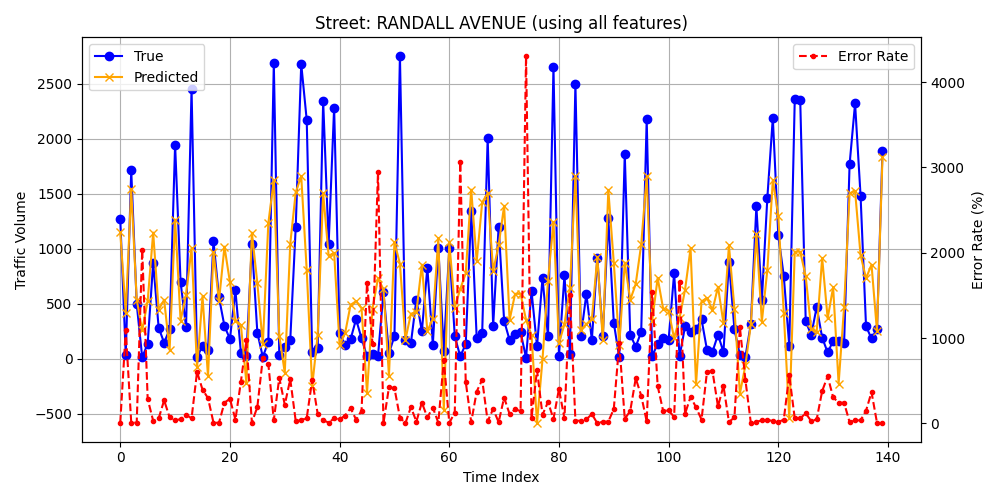 Street: RANDALL AVENUE (using all features)
True
Predicted
Error Rate
2500
2000
1500
1000
500
0
−500
4000
3000
2000
1000
0
Traffic Volume
Error Rate (%)
0 20 40 60 80 100 120 140
Time Index